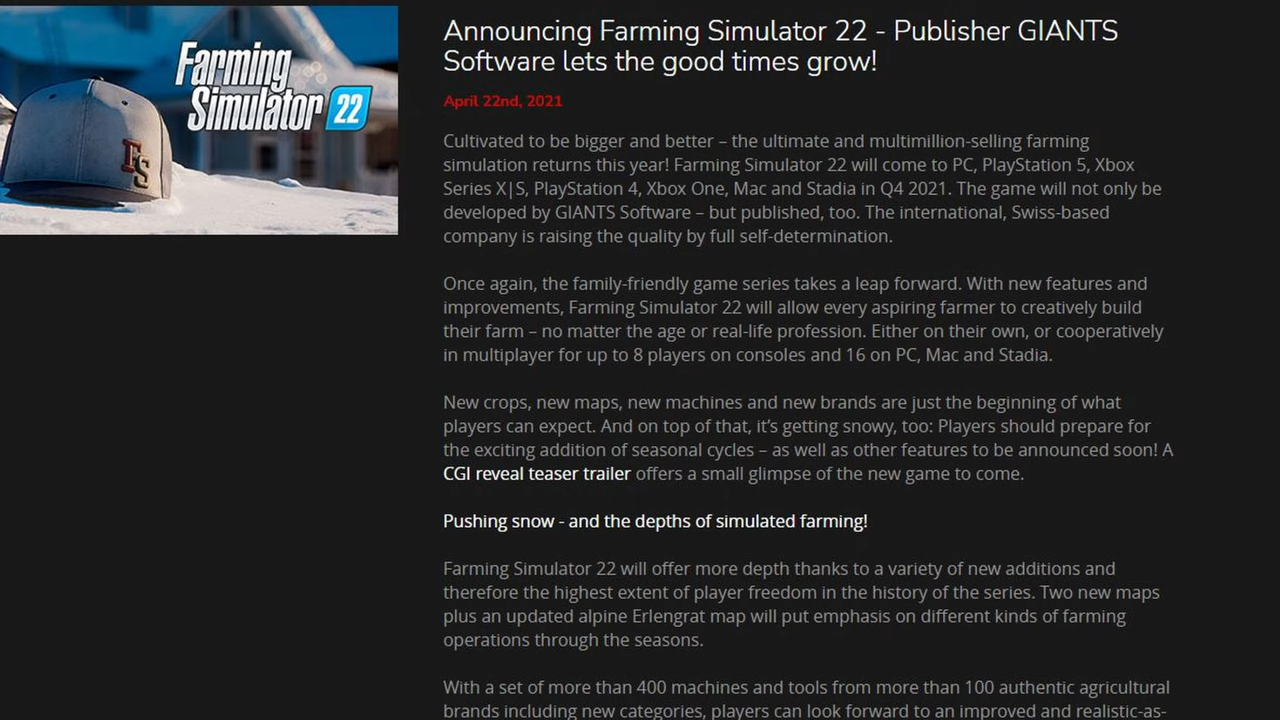 Farming
Simulator 22
FS
Announcing Farming Simulator 22 - Publisher GIANTS
Software lets the good times grow!
April 22nd, 2021
Cultivated to be bigger and better – the ultimate and multimillion-selling farming
simulation returns this year! Farming Simulator 22 will come to PC, PlayStation 5, Xbox
Series X|S, PlayStation 4, Xbox One, Mac and Stadia in Q4 2021. The game will not only be
developed by GIANTS Software – but published, too. The international, Swiss-based
company is raising the quality by full self-determination.
Once again, the family-friendly game series takes a leap forward. With new features and
improvements, Farming Simulator 22 will allow every aspiring farmer to creatively build
their farm – no matter the age or real-life profession. Either on their own, or cooperatively
in multiplayer for up to 8 players on consoles and 16 on PC, Mac and Stadia.
New crops, new maps, new machines and new brands are just the beginning of what
players can expect. And on top of that, it's getting snowy, too: Players should prepare for
the exciting addition of seasonal cycles – as well as other features to be announced soon! A
CGI reveal teaser trailer offers a small glimpse of the new game to come.
Pushing snow - and the depths of simulated farming!
Farming Simulator 22 will offer more depth thanks to a variety of new additions and
therefore the highest extent of player freedom in the history of the series. Two new maps
plus an updated alpine Erlengrat map will put emphasis on different kinds of farming
operations through the seasons.
With a set of more than 400 machines and tools from more than 100 authentic agricultural
brands including new categories, players can look forward to an improved and realistic-as-